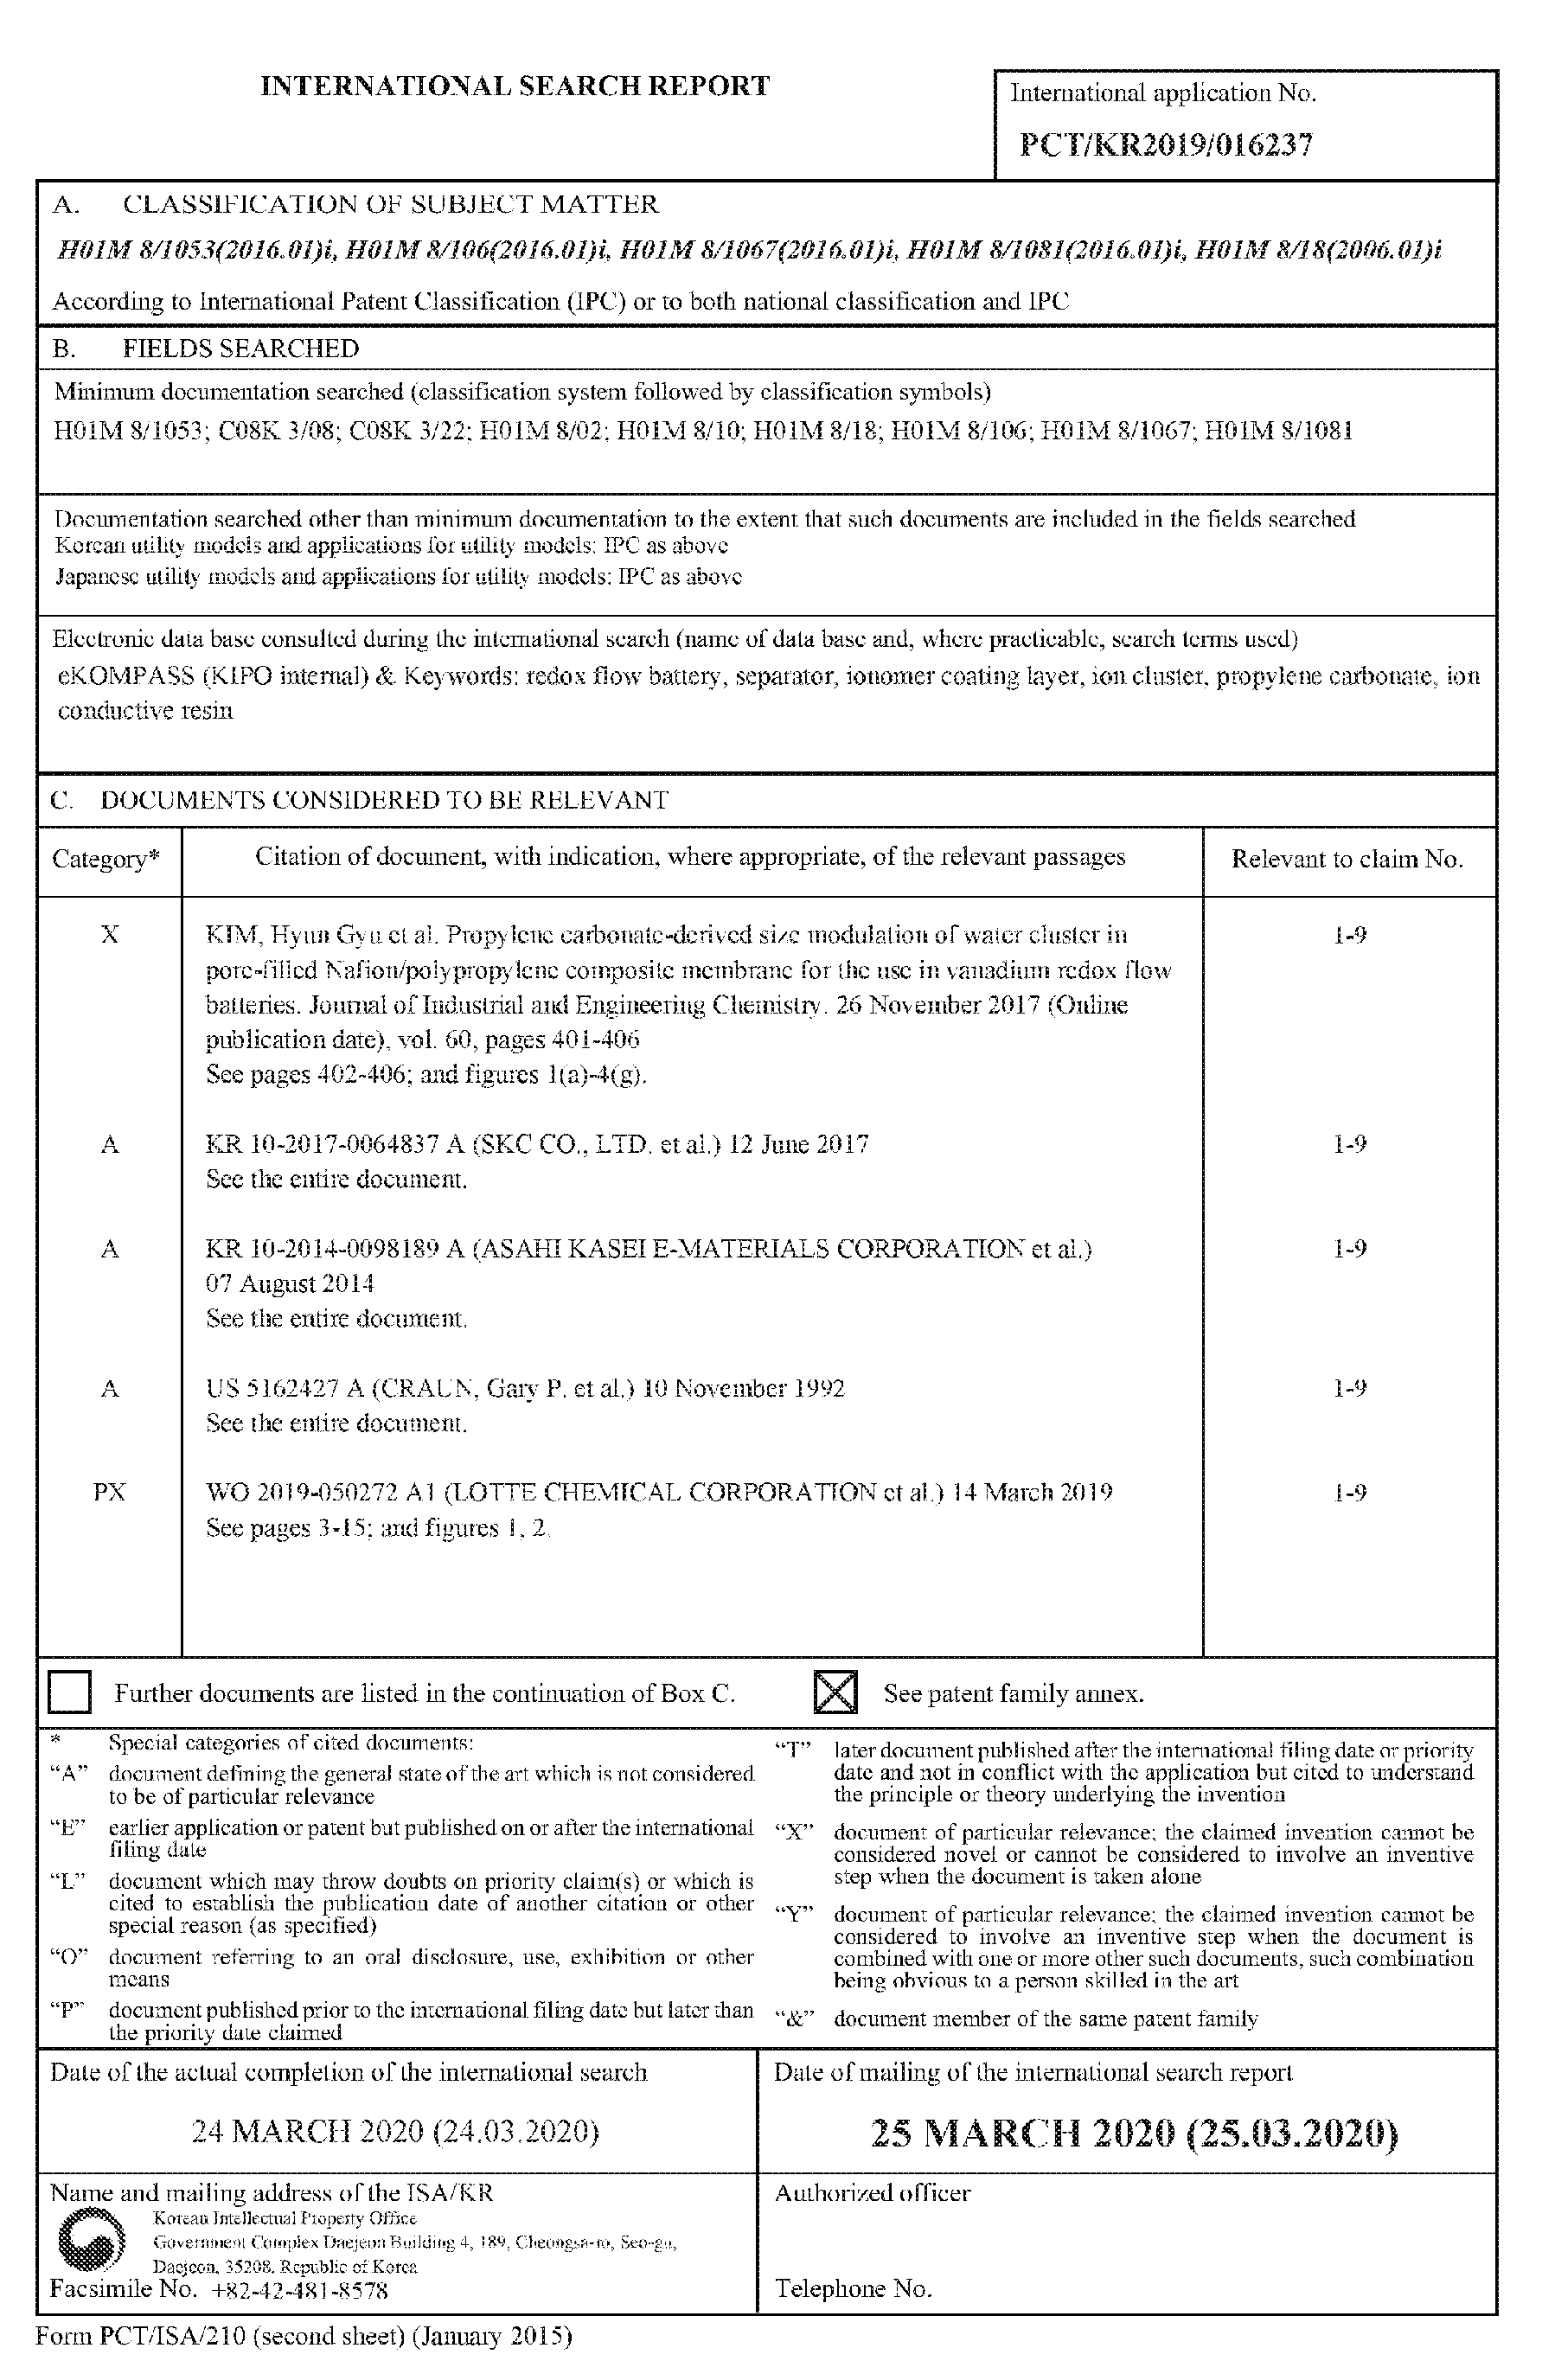 INTERNATIONAL SEARCH REPORT
International application No.
PCT/KR2019/016237
A. CLASSIFICATION OF SUBJECT MATTER
H01M 8/1053(2016.01)i, H01M 8/106(2016.01)i, H01M 8/1067(2016.01)i, H01M 8/1081(2016.01)i, H01M 8/18(2006.01)i
According to International Patent Classification (IPC) or to both national classification and IPC
B. FIELDS SEARCHED
Minimum documentation searched (classification system followed by classification symbols)
H01M 8/1053; C08K 3/08; C08K 3/22; H01M 8/02; H01M 8/10; H01M 8/18; H01M 8/106; H01M 8/1067; H01M 8/1081
Documentation searched other than minimum documentation to the extent that such documents are included in the fields searched
Korean utility models and applications for utility models: IPC as above
Japanese utility models and applications for utility models: IPC as above
Electronic data base consulted during the international search (name of data base and, where practicable, search terms used)
eKOMPASS (KIPO internal) & Keywords: redox flow battery, separator, ionomer coating layer, ion cluster, propylene carbonate, ion
conductive resin
C. DOCUMENTS CONSIDERED TO BE RELEVANT
Category* Citation of document, with indication, where appropriate, of the relevant passages Relevant to claim No.
X KIM, Hyun Gyu et al. Propylene carbonate-derived size modulation of water cluster in 1-9
pore-filled Nafion/polypropylene composite membrane for the use in vanadium redox flow
batteries. Journal of Industrial and Engineering Chemistry. 26 November 2017 (Online
publication date), vol. 60, pages 401-406
See pages 402-406; and figures 1(a)-4(g).
A KR 10-2017-0064837 A (SKC CO., LTD. et al.) 12 June 2017 1-9
See the entire document.
A KR 10-2014-0098189 A (ASAHI KASEI E-MATERIALS CORPORATION et al.) 1-9
07 August 2014
See the entire document.
A US 5162427 A (CRAUN, Gary P. et al.) 10 November 1992 1-9
See the entire document.
PX WO 2019-050272 A1 (LOTTE CHEMICAL CORPORATION et al.) 14 March 2019 1-9
See pages 3-15; and figures 1, 2.
Further documents are listed in the continuation of Box C.
See patent family annex.
* Special categories of cited documents:
"A" document defining the general state of the art which is not considered
to be of particular relevance
"E" earlier application or patent but published on or after the international
filing date
"L" document which may throw doubts on priority claim(s) or which is
cited to establish the publication date of another citation or other
special reason (as specified)
"O" document referring to an oral disclosure, use, exhibition or other
means
"P" document published prior to the international filing date but later than
the priority date claimed
"T" later document published after the international filing date or priority
date and not in conflict with the application but cited to understand
the principle or theory underlying the invention
"X" document of particular relevance; the claimed invention cannot be
considered novel or cannot be considered to involve an inventive
step when the document is taken alone
"Y" document of particular relevance; the claimed invention cannot be
considered to involve an inventive step when the document is
combined with one or more other such documents, such combination
being obvious to a person skilled in the art
"&" document member of the same patent family
Date of the actual completion of the international search
24 MARCH 2020 (24.03.2020)
Date of mailing of the international search report
25 MARCH 2020 (25.03.2020)
Name and mailing address of the ISA/KR
Korean Intellectual Property Office
Government Complex Daejeon Building 4, 189, Cheongsa-ro, Seo-gu,
Daejeon, 35208, Republic of Korea
Facsimile No. +82-42-481-8578
Authorized officer
Telephone No.
Form PCT/ISA/210 (second sheet) (January 2015)